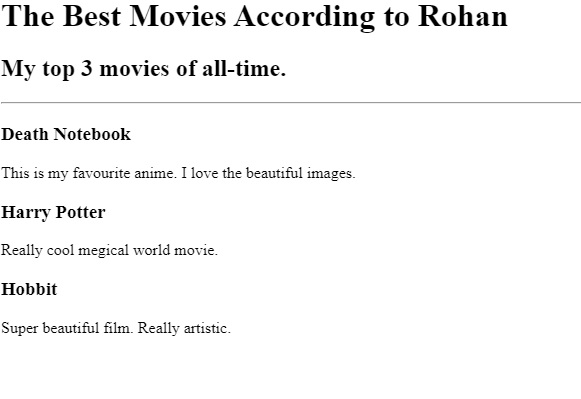 The Best Movies According to Rohan
My top 3 movies of all-time.
Death Notebook
This is my favourite anime. I love the beautiful images.
Harry Potter
Really cool megical world movie.
Hobbit
Super beautiful film. Really artistic.